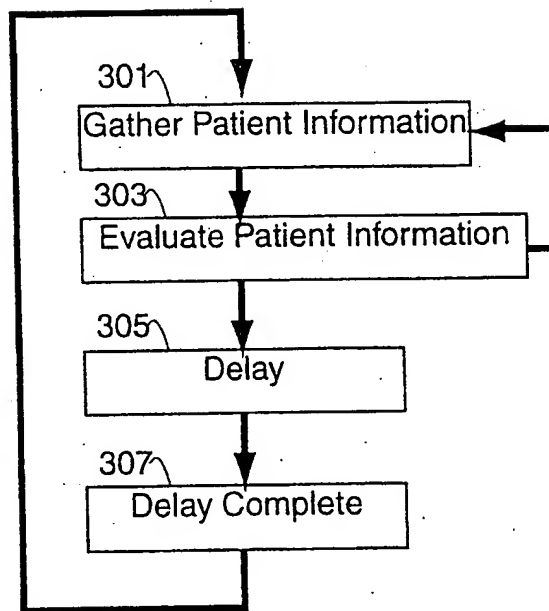 301
Gather Patient Information
303
Evaluate Patient Information
305
Delay
307
Delay Complete